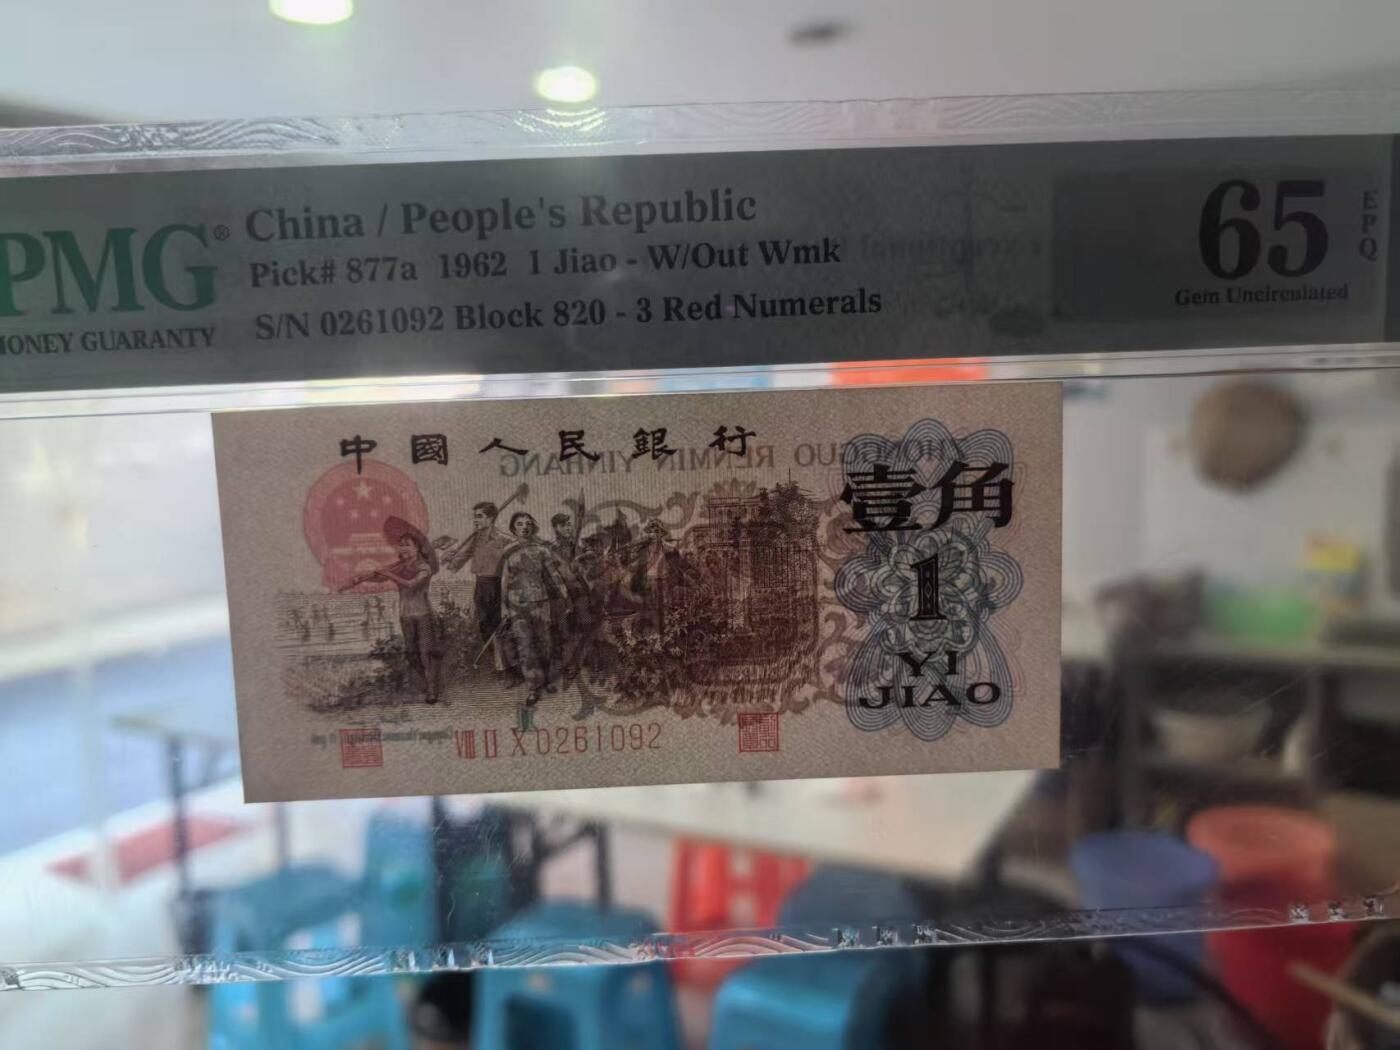 PMG®
MONEY GUARANTY
China / People's Republic
Pick# 877a 1962 1 Jiao - W/Out Wmk
S/N 0261092 Block 820 - 3 Red Numerals
65
EPQ
Gem Uncirculated
中國人民銀行
ZHONGGUO RENMIN YINHANG
壹角
1
YI
JIAO
VIII II X 0261092